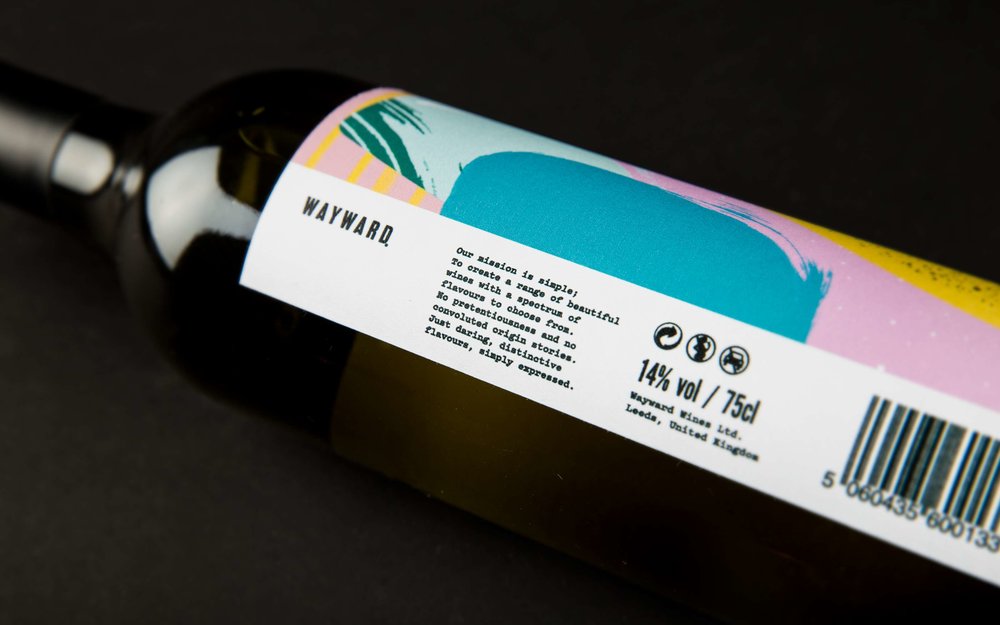 WAYWARD.
Our mission is simple;
To create a range of beautiful
wines with a spectrum of
flavours to choose from.
No pretentiousness and no
convoluted origin stories.
Just daring, distinctive
flavours, simply expressed.
14% vol / 75cl
Wayward Wines Ltd.
Leeds, United Kingdom
5 060435 600133